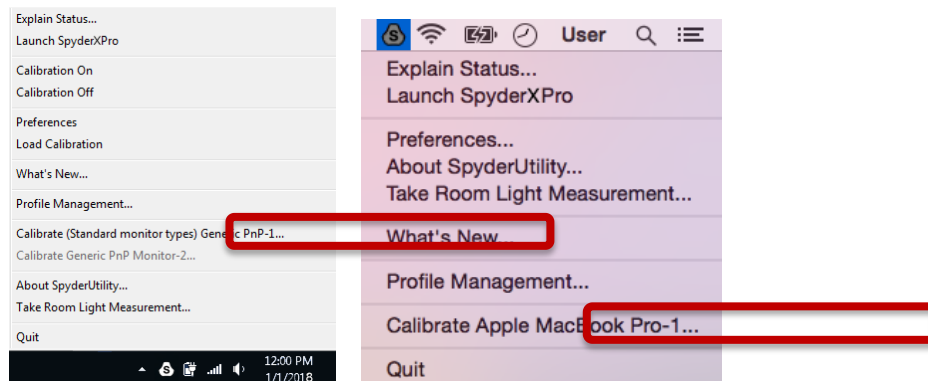 Explain Status...
Launch SpyderXPro
Calibration On
Calibration Off
Preferences
Load Calibration
What's New...
Profile Management...
Calibrate (Standard monitor types) Generic PnP-1...
Calibrate Generic PnP Monitor-2...
About SpyderUtility...
Take Room Light Measurement...
Quit
12:00 PM
1/1/2018
S User
Explain Status...
Launch SpyderXPro
Preferences...
About SpyderUtility...
Take Room Light Measurement...
What's New...
Profile Management...
Calibrate Apple MacBook Pro-1...
Quit